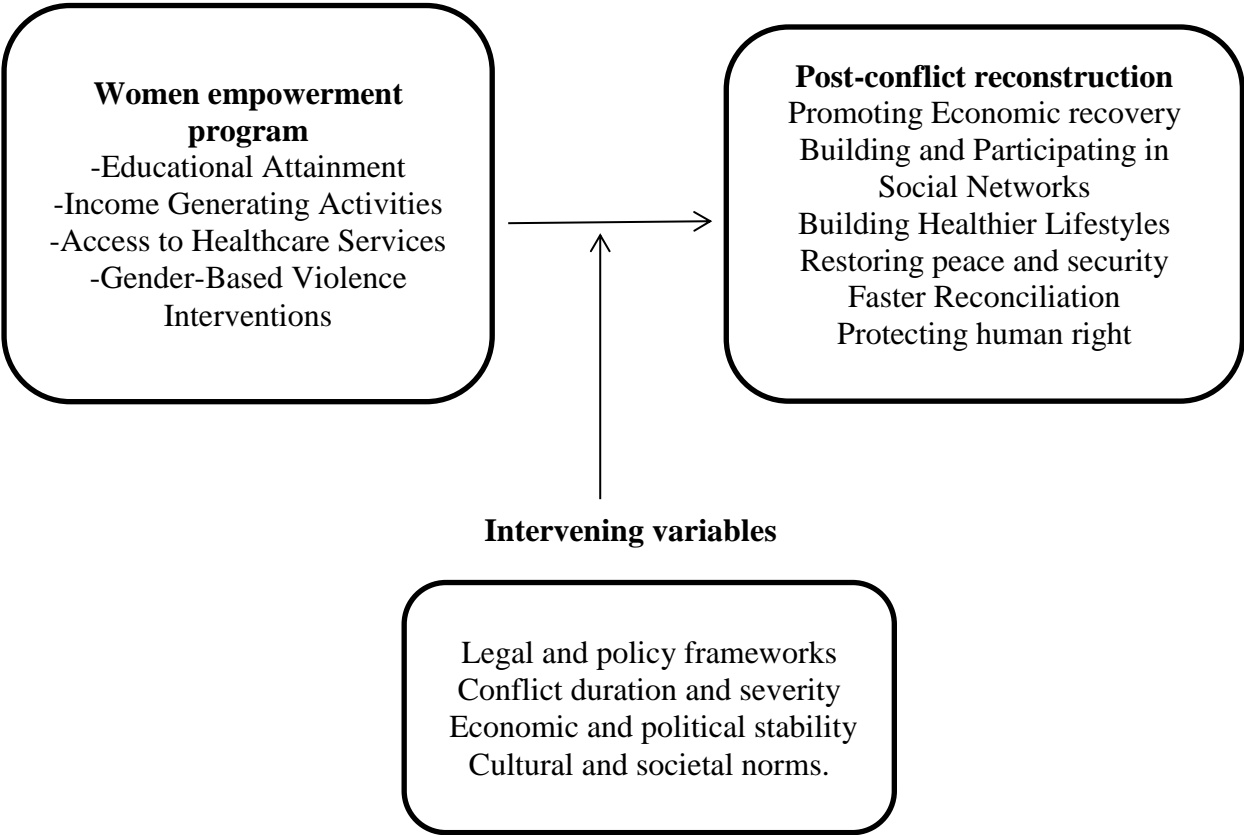 Women empowerment
program
-Educational Attainment
-Income Generating Activities
-Access to Healthcare Services
-Gender-Based Violence
Interventions
Post-conflict reconstruction
Promoting Economic recovery
Building and Participating in
Social Networks
Building Healthier Lifestyles
Restoring peace and security
Faster Reconciliation
Protecting human right
Intervening variables
Legal and policy frameworks
Conflict duration and severity
Economic and political stability
Cultural and societal norms.